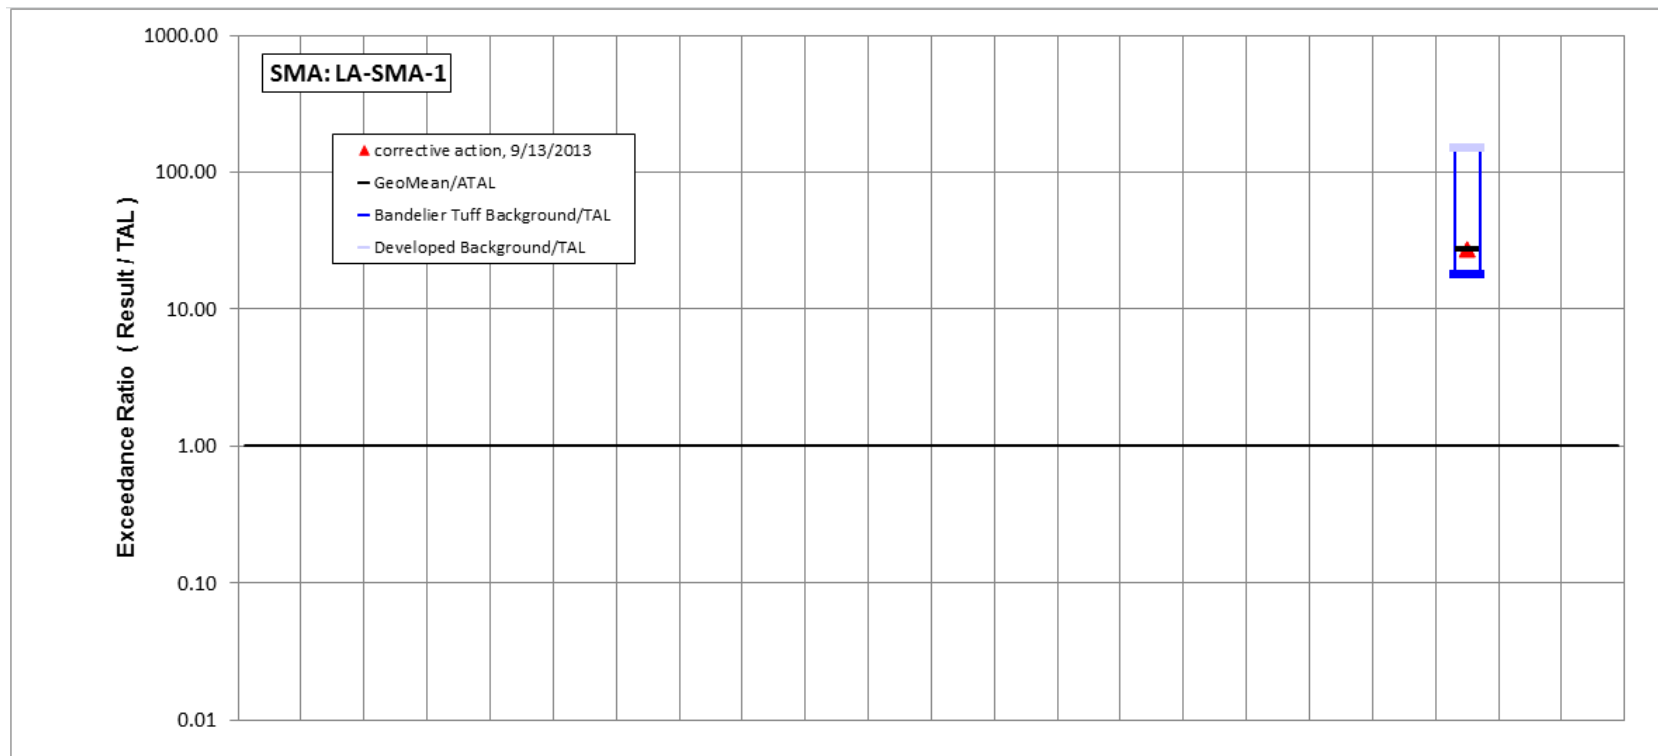 1000.00
SMA: LA-SMA-1
corrective action, 9/13/2013
100.00
GeoMean/ATAL
Bandelier Tuff Background/TAL
Developed Background/TAL
10.00
1.00
0.10
0.01
Exceedance Ratio ( Result / TAL )